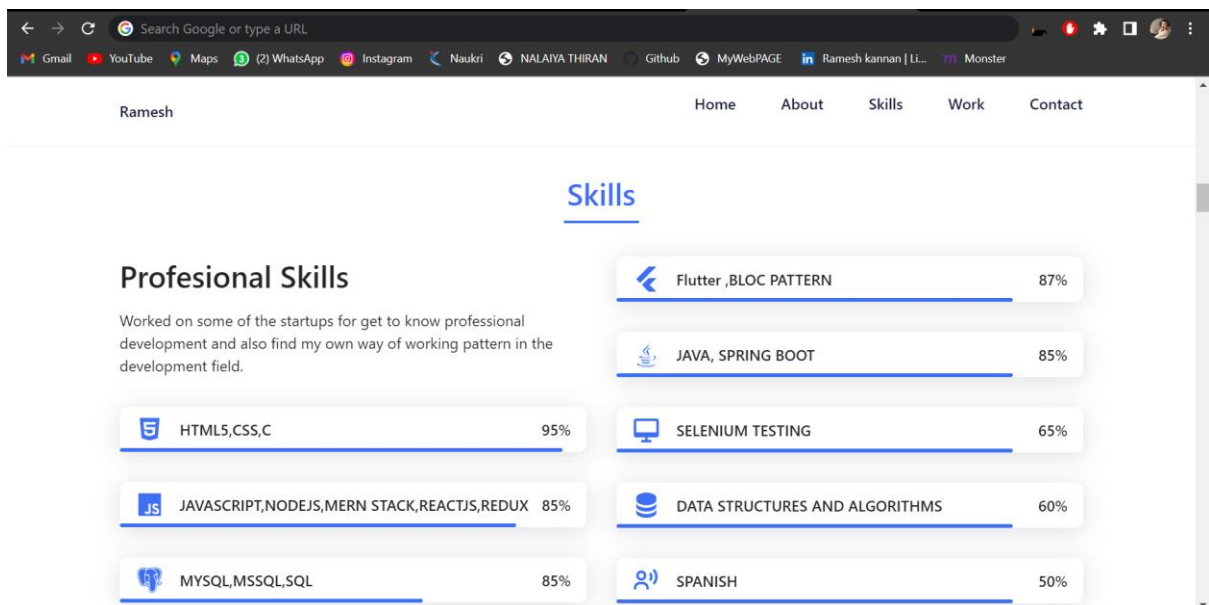 Search Google or type a URL
Gmail YouTube Maps (2) WhatsApp Instagram Naukri NALAIYA THIRAN Github MyWebPAGE Ramesh kannan | Li... Monster
Ramesh Home About Skills Work Contact
Skills
Profesional Skills
Worked on some of the startups for get to know professional
development and also find my own way of working pattern in the
development field.
HTML5,CSS,C 95%
JS JAVASCRIPT,NODEJS,MERN STACK,REACTJS,REDUX 85%
MYSQL,MSSQL,SQL 85%
Flutter ,BLOC PATTERN 87%
JAVA, SPRING BOOT 85%
SELENIUM TESTING 65%
DATA STRUCTURES AND ALGORITHMS 60%
SPANISH 50%